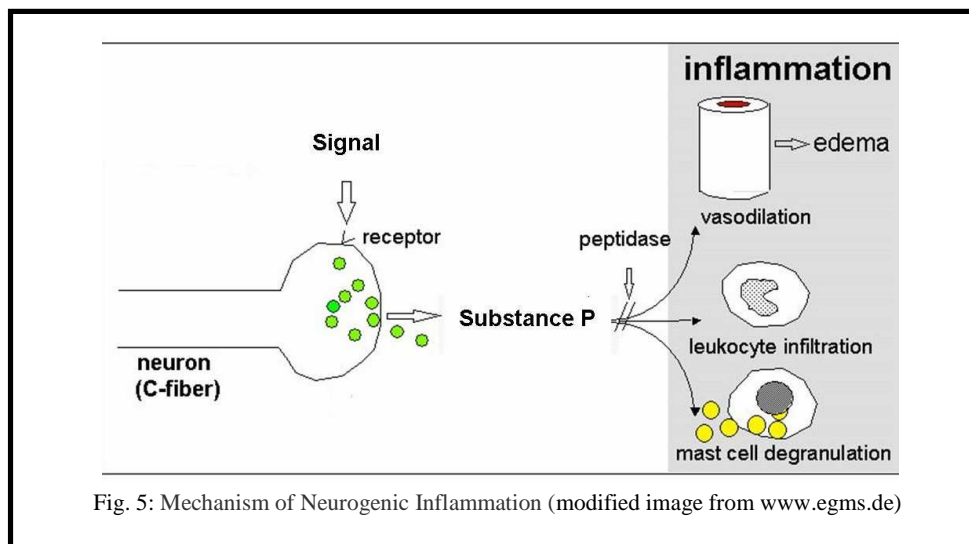 inflammation
Signal
edema
receptor
vasodilation
peptidase
Substance P
leukocyte infiltration
neuron
(C-fiber)
mast cell degranulation
Fig. 5: Mechanism of Neurogenic Inflammation (modified image from www.egms.de)